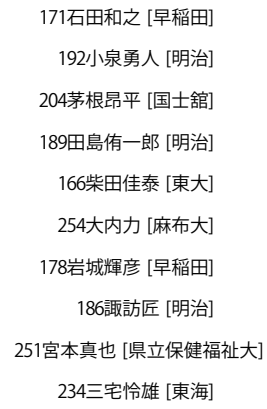 171石田和之 [早稲田]
192小泉勇人 [明治]
204茅根昂平 [国士舘]
189田島侑一郎 [明治]
166柴田佳泰 [東大]
254大内力 [麻布大]
178岩城輝彦 [早稲田]
186諏訪匠 [明治]
251宮本真也 [県立保健福祉大]
234三宅怜雄 [東海]